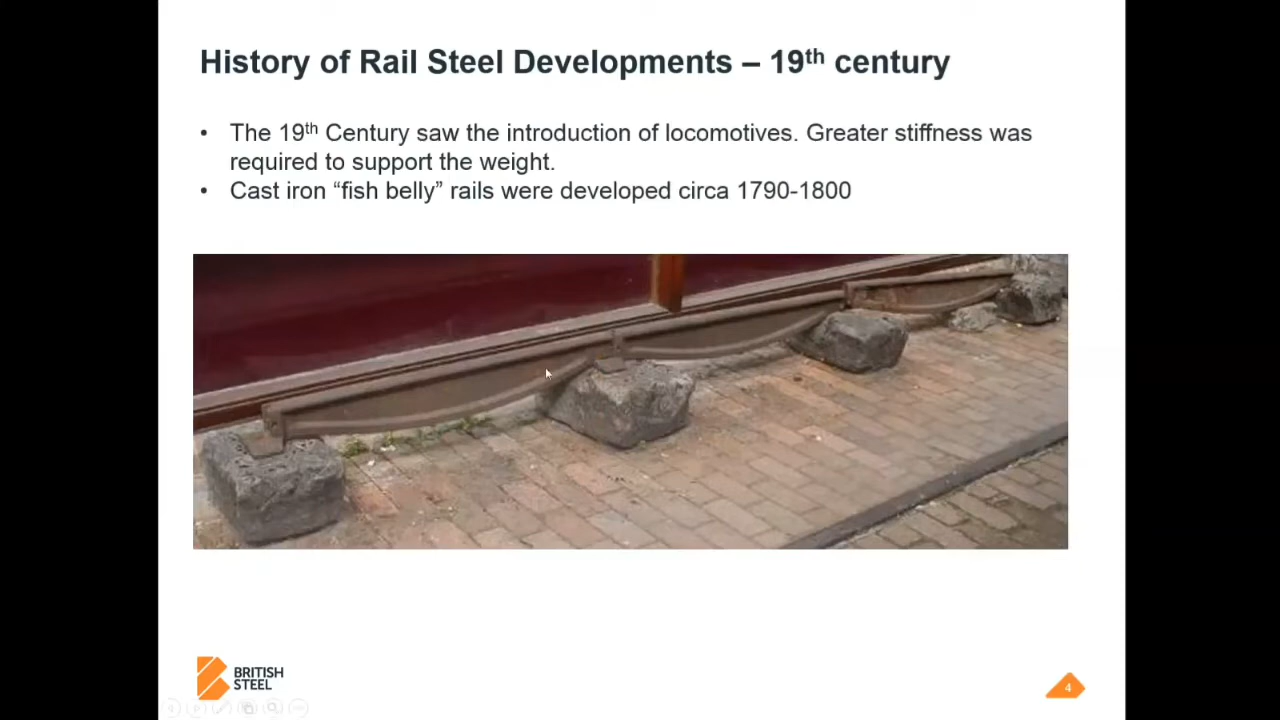 History of Rail Steel Developments – 19th century
• The 19th Century saw the introduction of locomotives. Greater stiffness was
required to support the weight.
• Cast iron “fish belly” rails were developed circa 1790-1800
BRITISH
STEEL
4